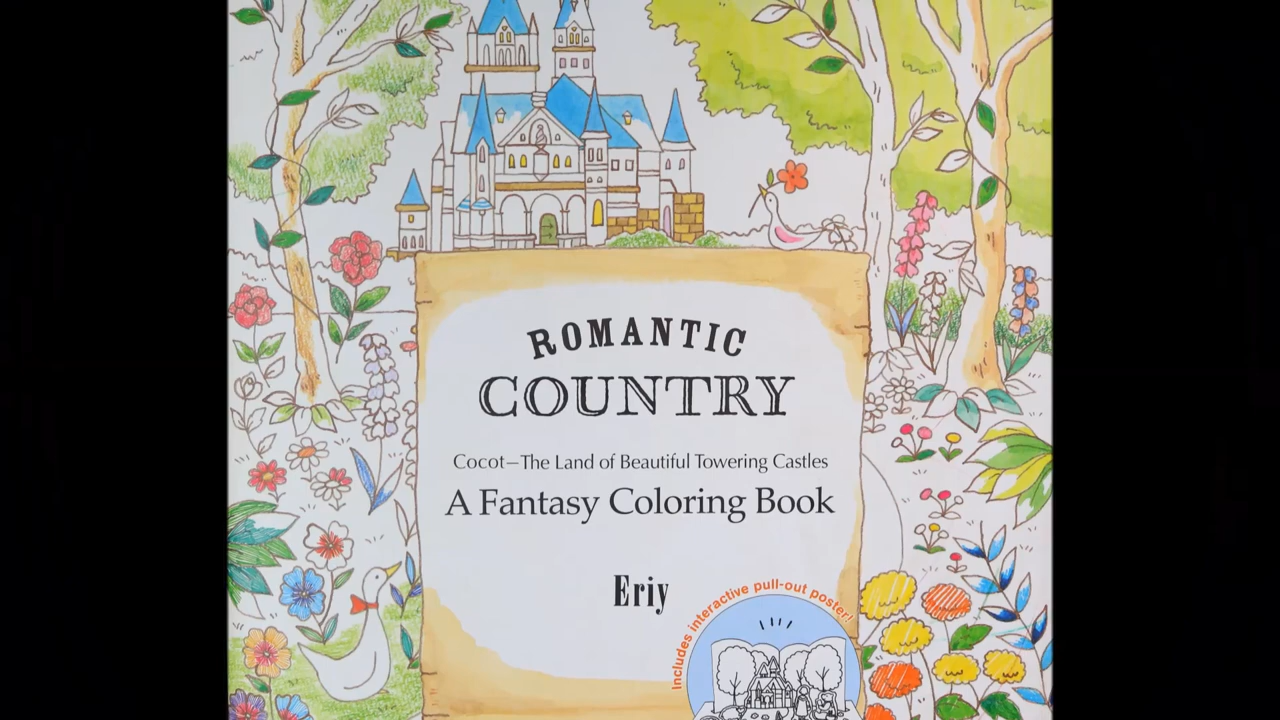 ROMANTIC
COUNTRY
Cocot—The Land of Beautiful Towering Castles
A Fantasy Coloring Book
Eriy
Includes interactive pull-out poster!